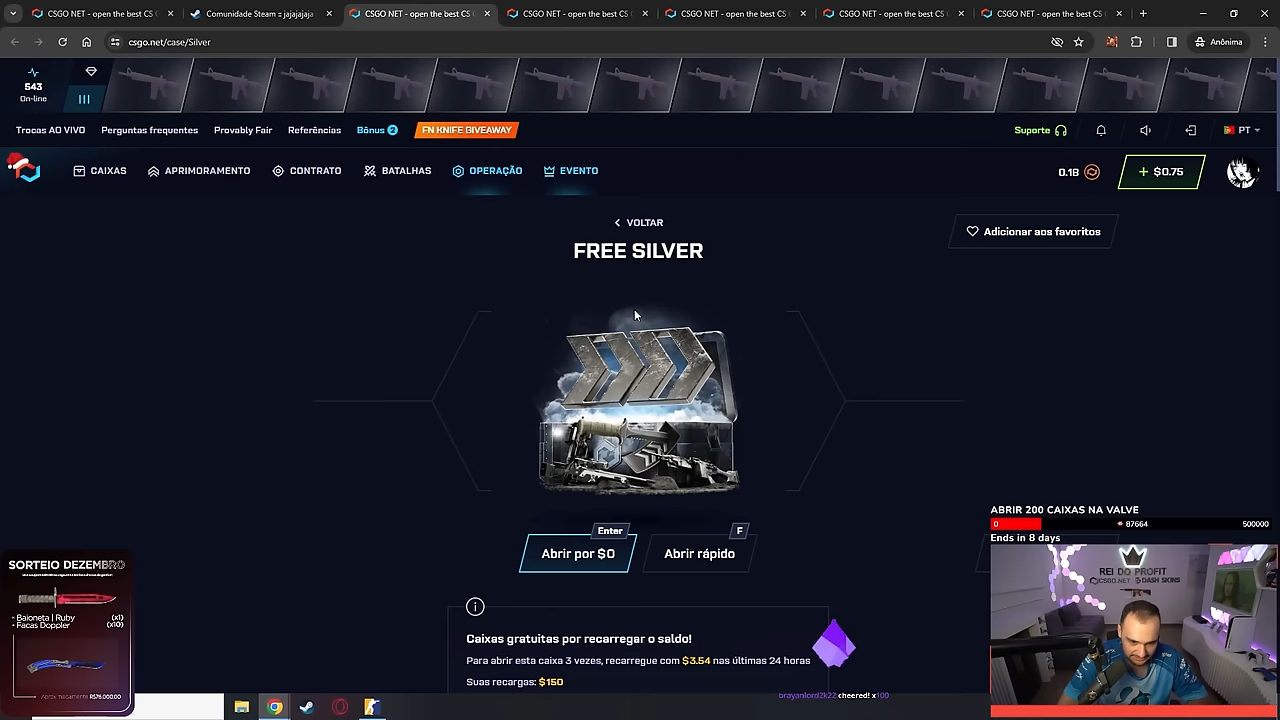 CSGO NET - open the best CS
Comunidade Steam :: jajajajaja
CSGO NET - open the best CS
CSGO NET - open the best CS
CSGO NET - open the best CS
CSGO NET - open the best CS
CSGO NET - open the best CS
csgo.net/case/Silver
Anônima
543
On-line
Trocas AO VIVO
Perguntas frequentes
Provably Fair
Referências
Bônus 2
FN KNIFE GIVEAWAY
Suporte
PT
CAIXAS
APRIMORAMENTO
CONTRATO
BATALHAS
OPERAÇÃO
EVENTO
0.18
+ $0.75
VOLTAR
FREE SILVER
Adicionar aos favoritos
Enter
F
Abrir por $0
Abrir rápido
Caixas gratuitas por recarregar o saldo!
Para abrir esta caixa 3 vezes, recarregue com $3.54 nas últimas 24 horas
Suas recargas: $150
ABRIR 200 CAIXAS NA VALVE
0 87664 500000
Ends in 8 days
REI DO PROFIT
CSGO.NET DASH SKINS
SORTEIO DEZEMBRO
- Baioneta | Ruby (x1)
- Facas Doppler (x10)
brayanlord2k22 cheered! x100